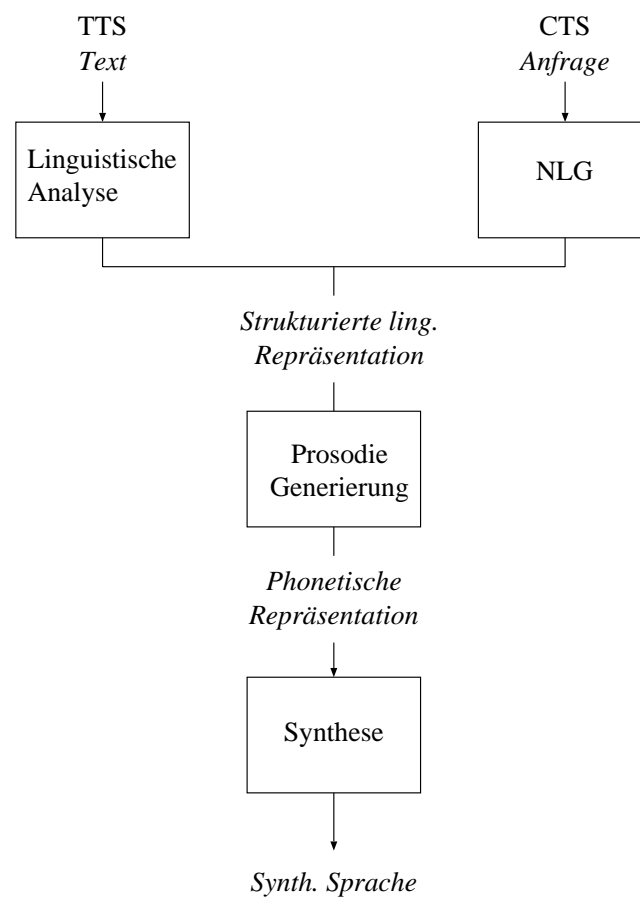 TTS
Text
CTS
Anfrage
Linguistische
Analyse
NLG
Strukturierte ling.
Repräsentation
Prosodie
Generierung
Phonetische
Repräsentation
Synthese
Synth. Sprache